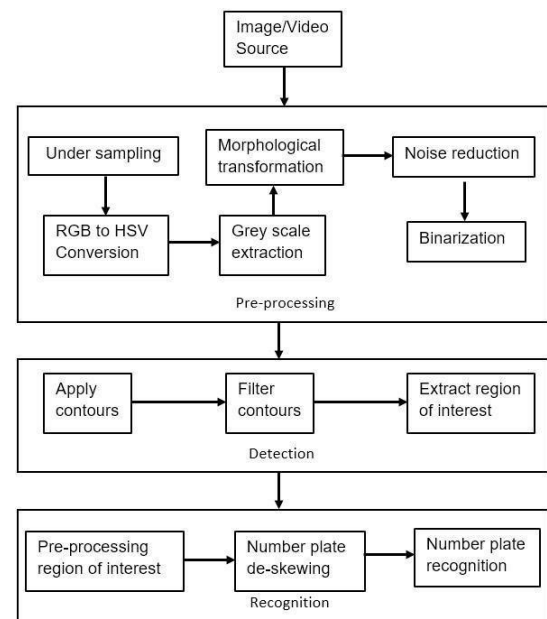 Image/Video
Source
Under sampling
RGB to HSV
Conversion
Grey scale
extraction
Morphological
transformation
Noise reduction
Binarization
Pre-processing
Apply
contours
Filter
contours
Extract region
of interest
Detection
Pre-processing
region of interest
Number plate
de-skewing
Number plate
recognition
Recognition